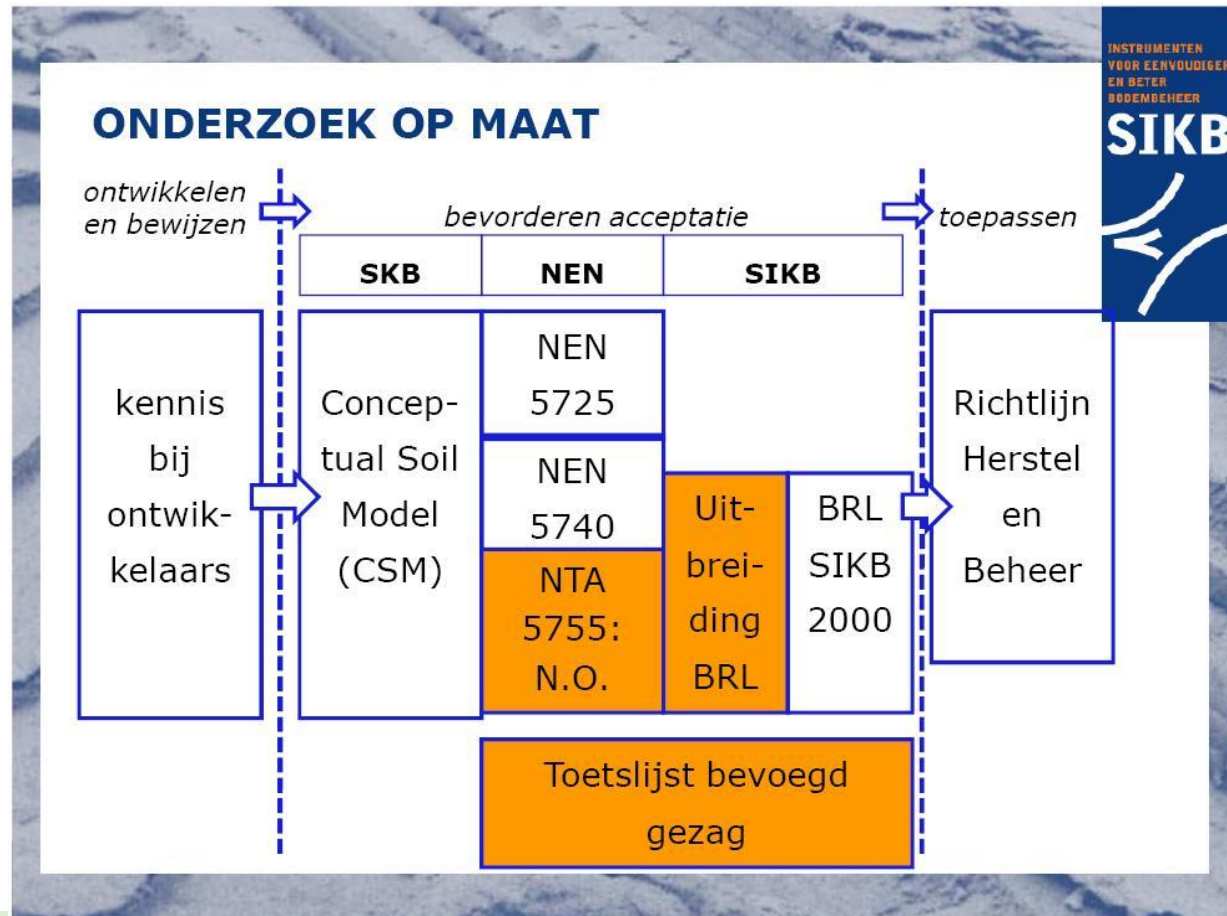 INSTRUMENTEN
VOOR EENVOUDIGER
EN BETER
BODEMBEHEER
SIKB
ONDERZOEK OP MAAT
ontwikkelen
en bewijzen
bevorderen acceptatie
toepassen
SKB
NEN
SIKB
kennis
bij
ontwik-
kelaars
Concep-
tual Soil
Model
(CSM)
NEN
5725
NEN
5740
NTA
5755:
N.O.
Uit-
brei-
ding
BRL
BRL
SIKB
2000
Richtlijn
Herstel
en
Beheer
Toetslijst bevoegd
gezag